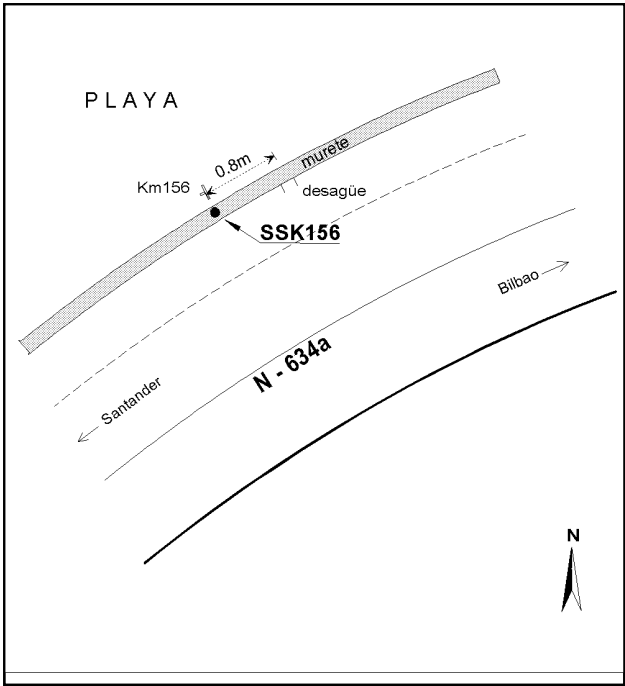 PLAYA
0.8m
murete
Km156
desagüe
SSK156
Bilbao
N - 634a
Santander
N